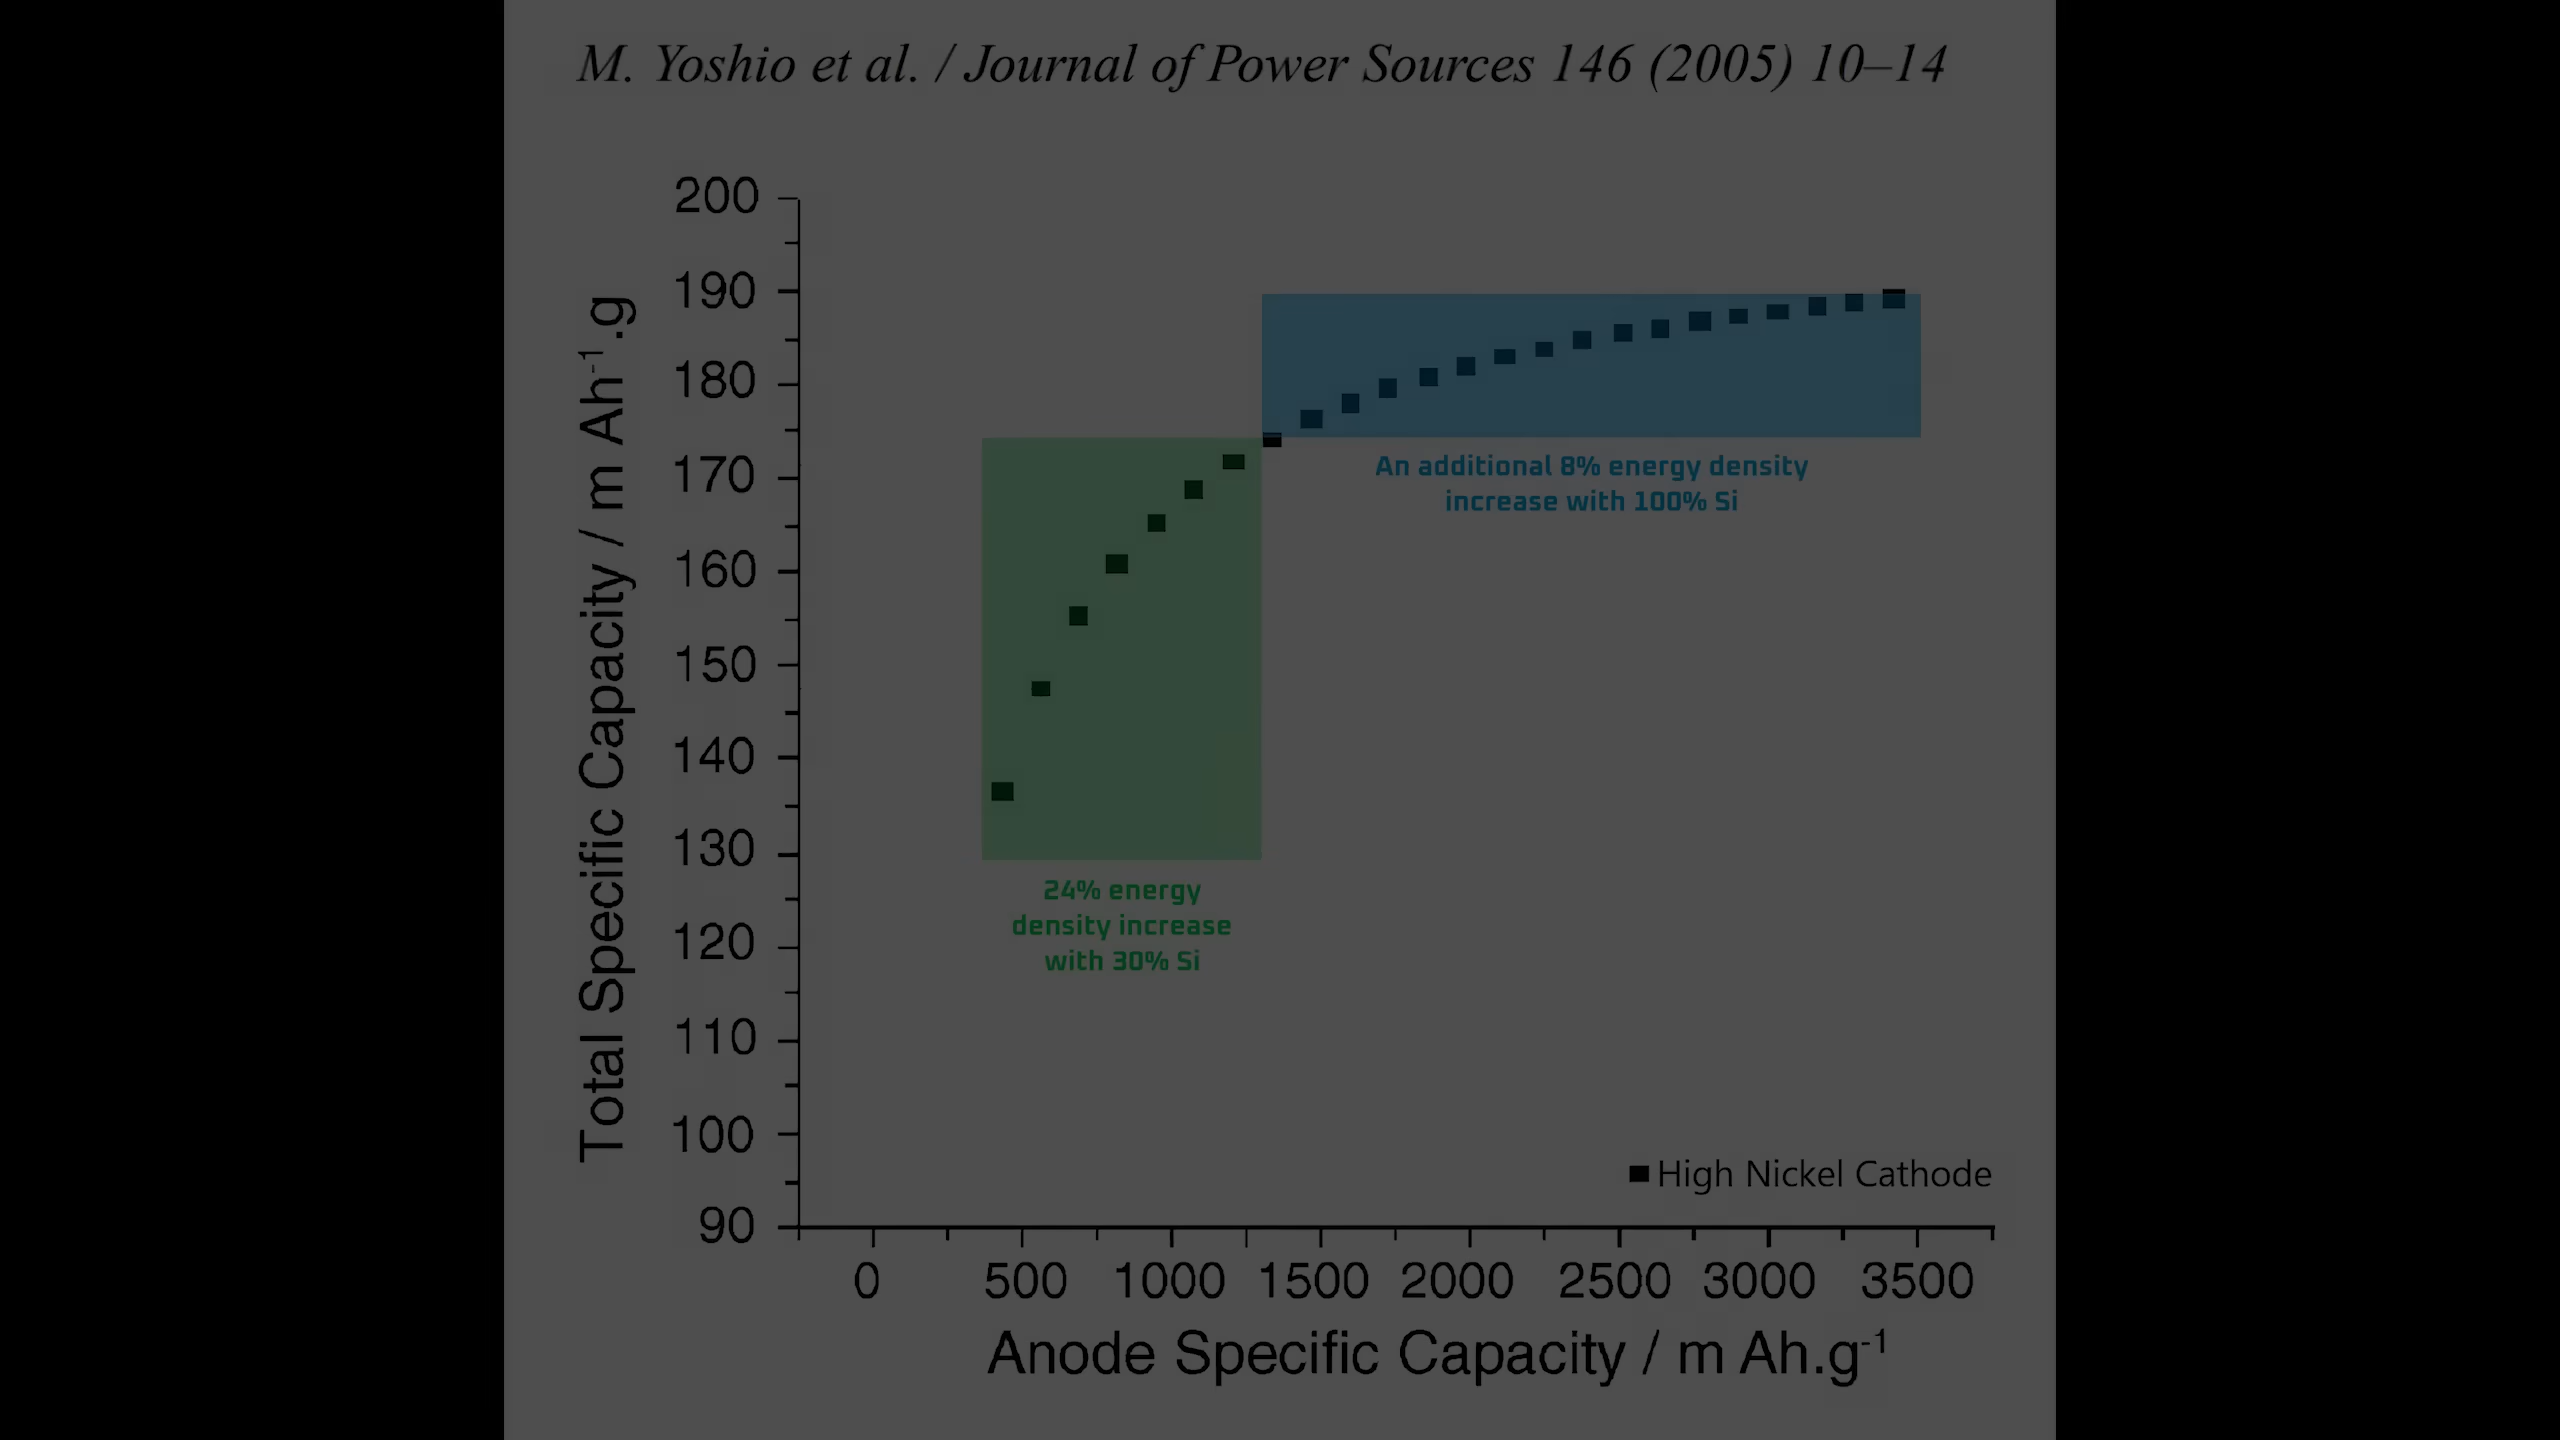 M. Yoshio et al. / Journal of Power Sources 146 (2005) 10–14
Total Specific Capacity / m Ah⁻¹.g
200
190
180
170
160
150
140
130
120
110
100
90
An additional 8% energy density
increase with 100% Si
24% energy
density increase
with 30% Si
High Nickel Cathode
0 500 1000 1500 2000 2500 3000 3500
Anode Specific Capacity / m Ah.g⁻¹